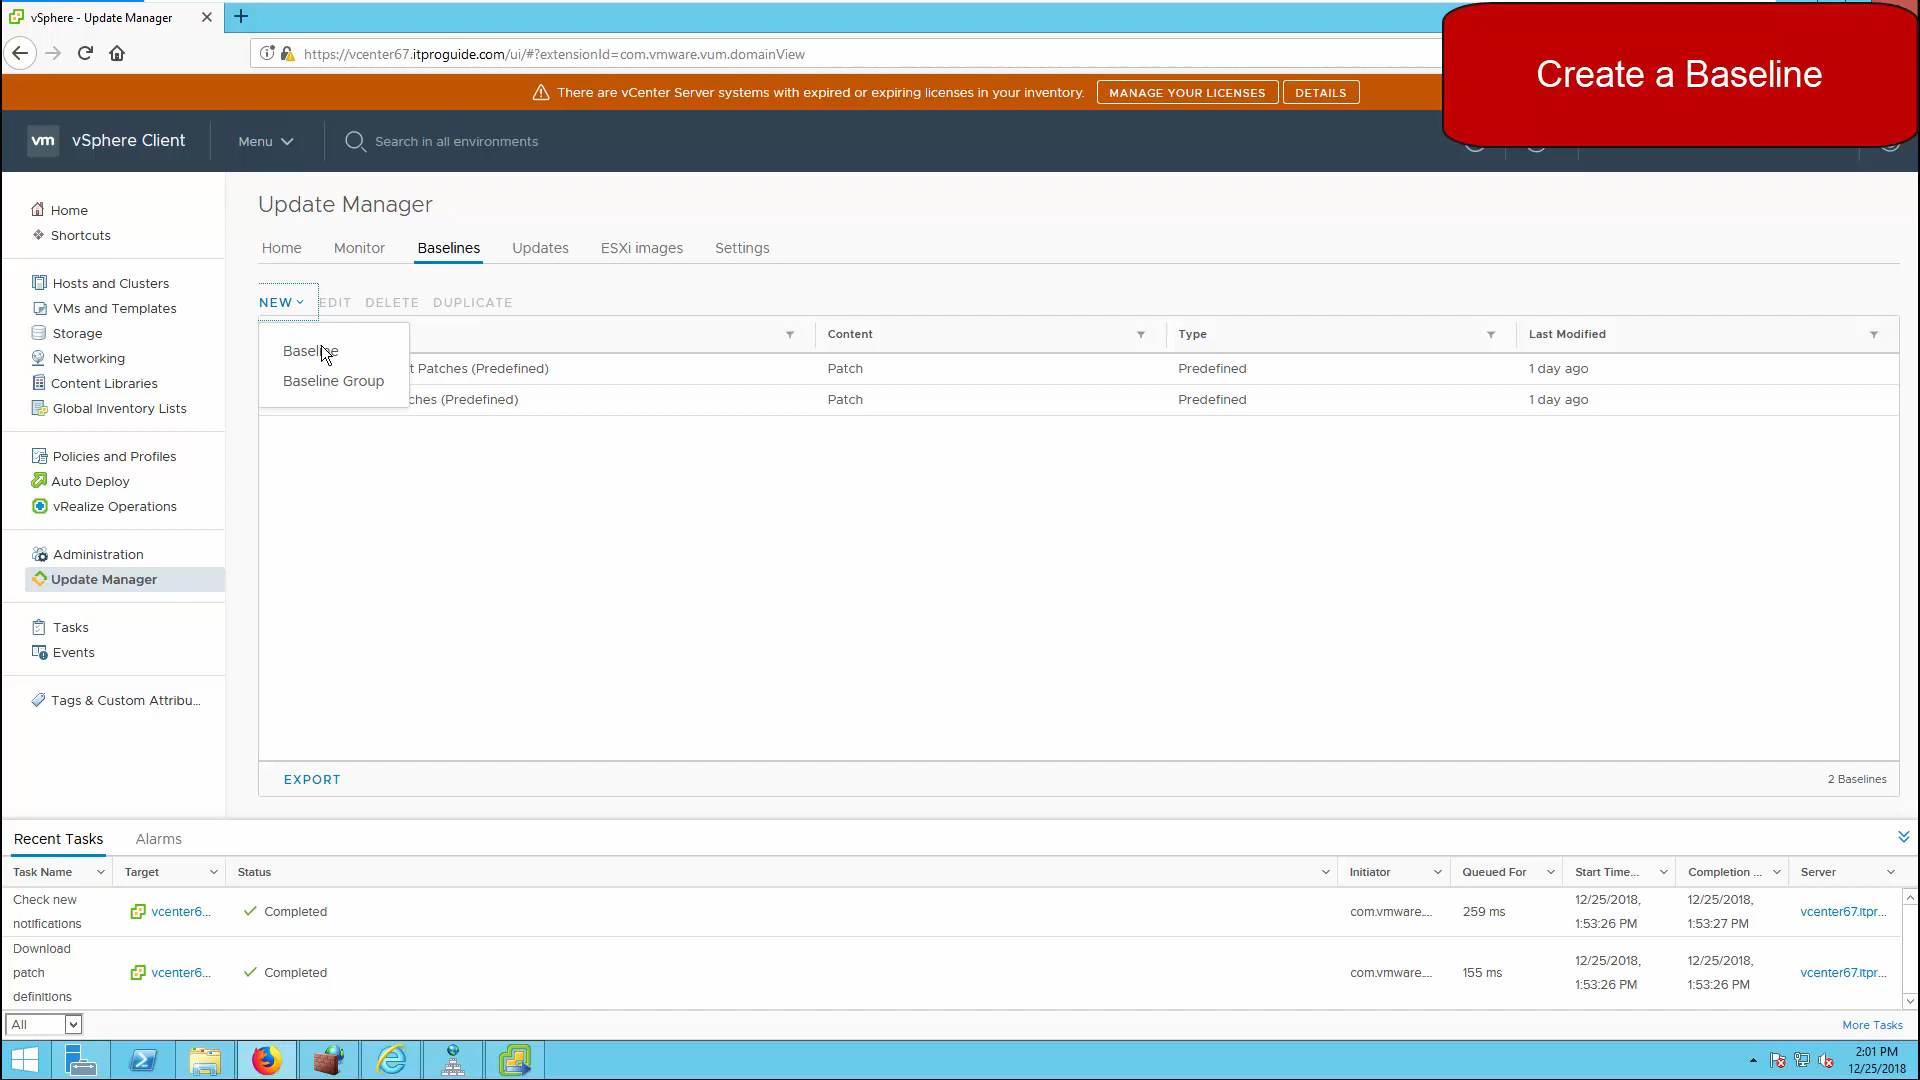 vSphere - Update Manager
https://vcenter67.itproguide.com/ui/#?extensionId=com.vmware.vum.domainView
Create a Baseline
There are vCenter Server systems with expired or expiring licenses in your inventory.
MANAGE YOUR LICENSES
DETAILS
vm
vSphere Client
Menu
Search in all environments
Home
Shortcuts
Hosts and Clusters
VMs and Templates
Storage
Networking
Content Libraries
Global Inventory Lists
Policies and Profiles
Auto Deploy
vRealize Operations
Administration
Update Manager
Tasks
Events
Tags & Custom Attribu...
Update Manager
Home Monitor Baselines Updates ESXi images Settings
NEW EDIT DELETE DUPLICATE
Baseline
Baseline Group
Content Type Last Modified
t Patches (Predefined) Patch Predefined 1 day ago
ches (Predefined) Patch Predefined 1 day ago
EXPORT
2 Baselines
Recent Tasks Alarms
Task Name Target Status Initiator Queued For Start Time... Completion ... Server
Check new
notifications
vcenter6...
Completed
com.vmware....
259 ms
12/25/2018,
1:53:26 PM
12/25/2018,
1:53:27 PM
vcenter67.itpr...
Download
patch
definitions
vcenter6...
Completed
com.vmware....
155 ms
12/25/2018,
1:53:26 PM
12/25/2018,
1:53:26 PM
vcenter67.itpr...
All
More Tasks
2:01 PM
12/25/2018